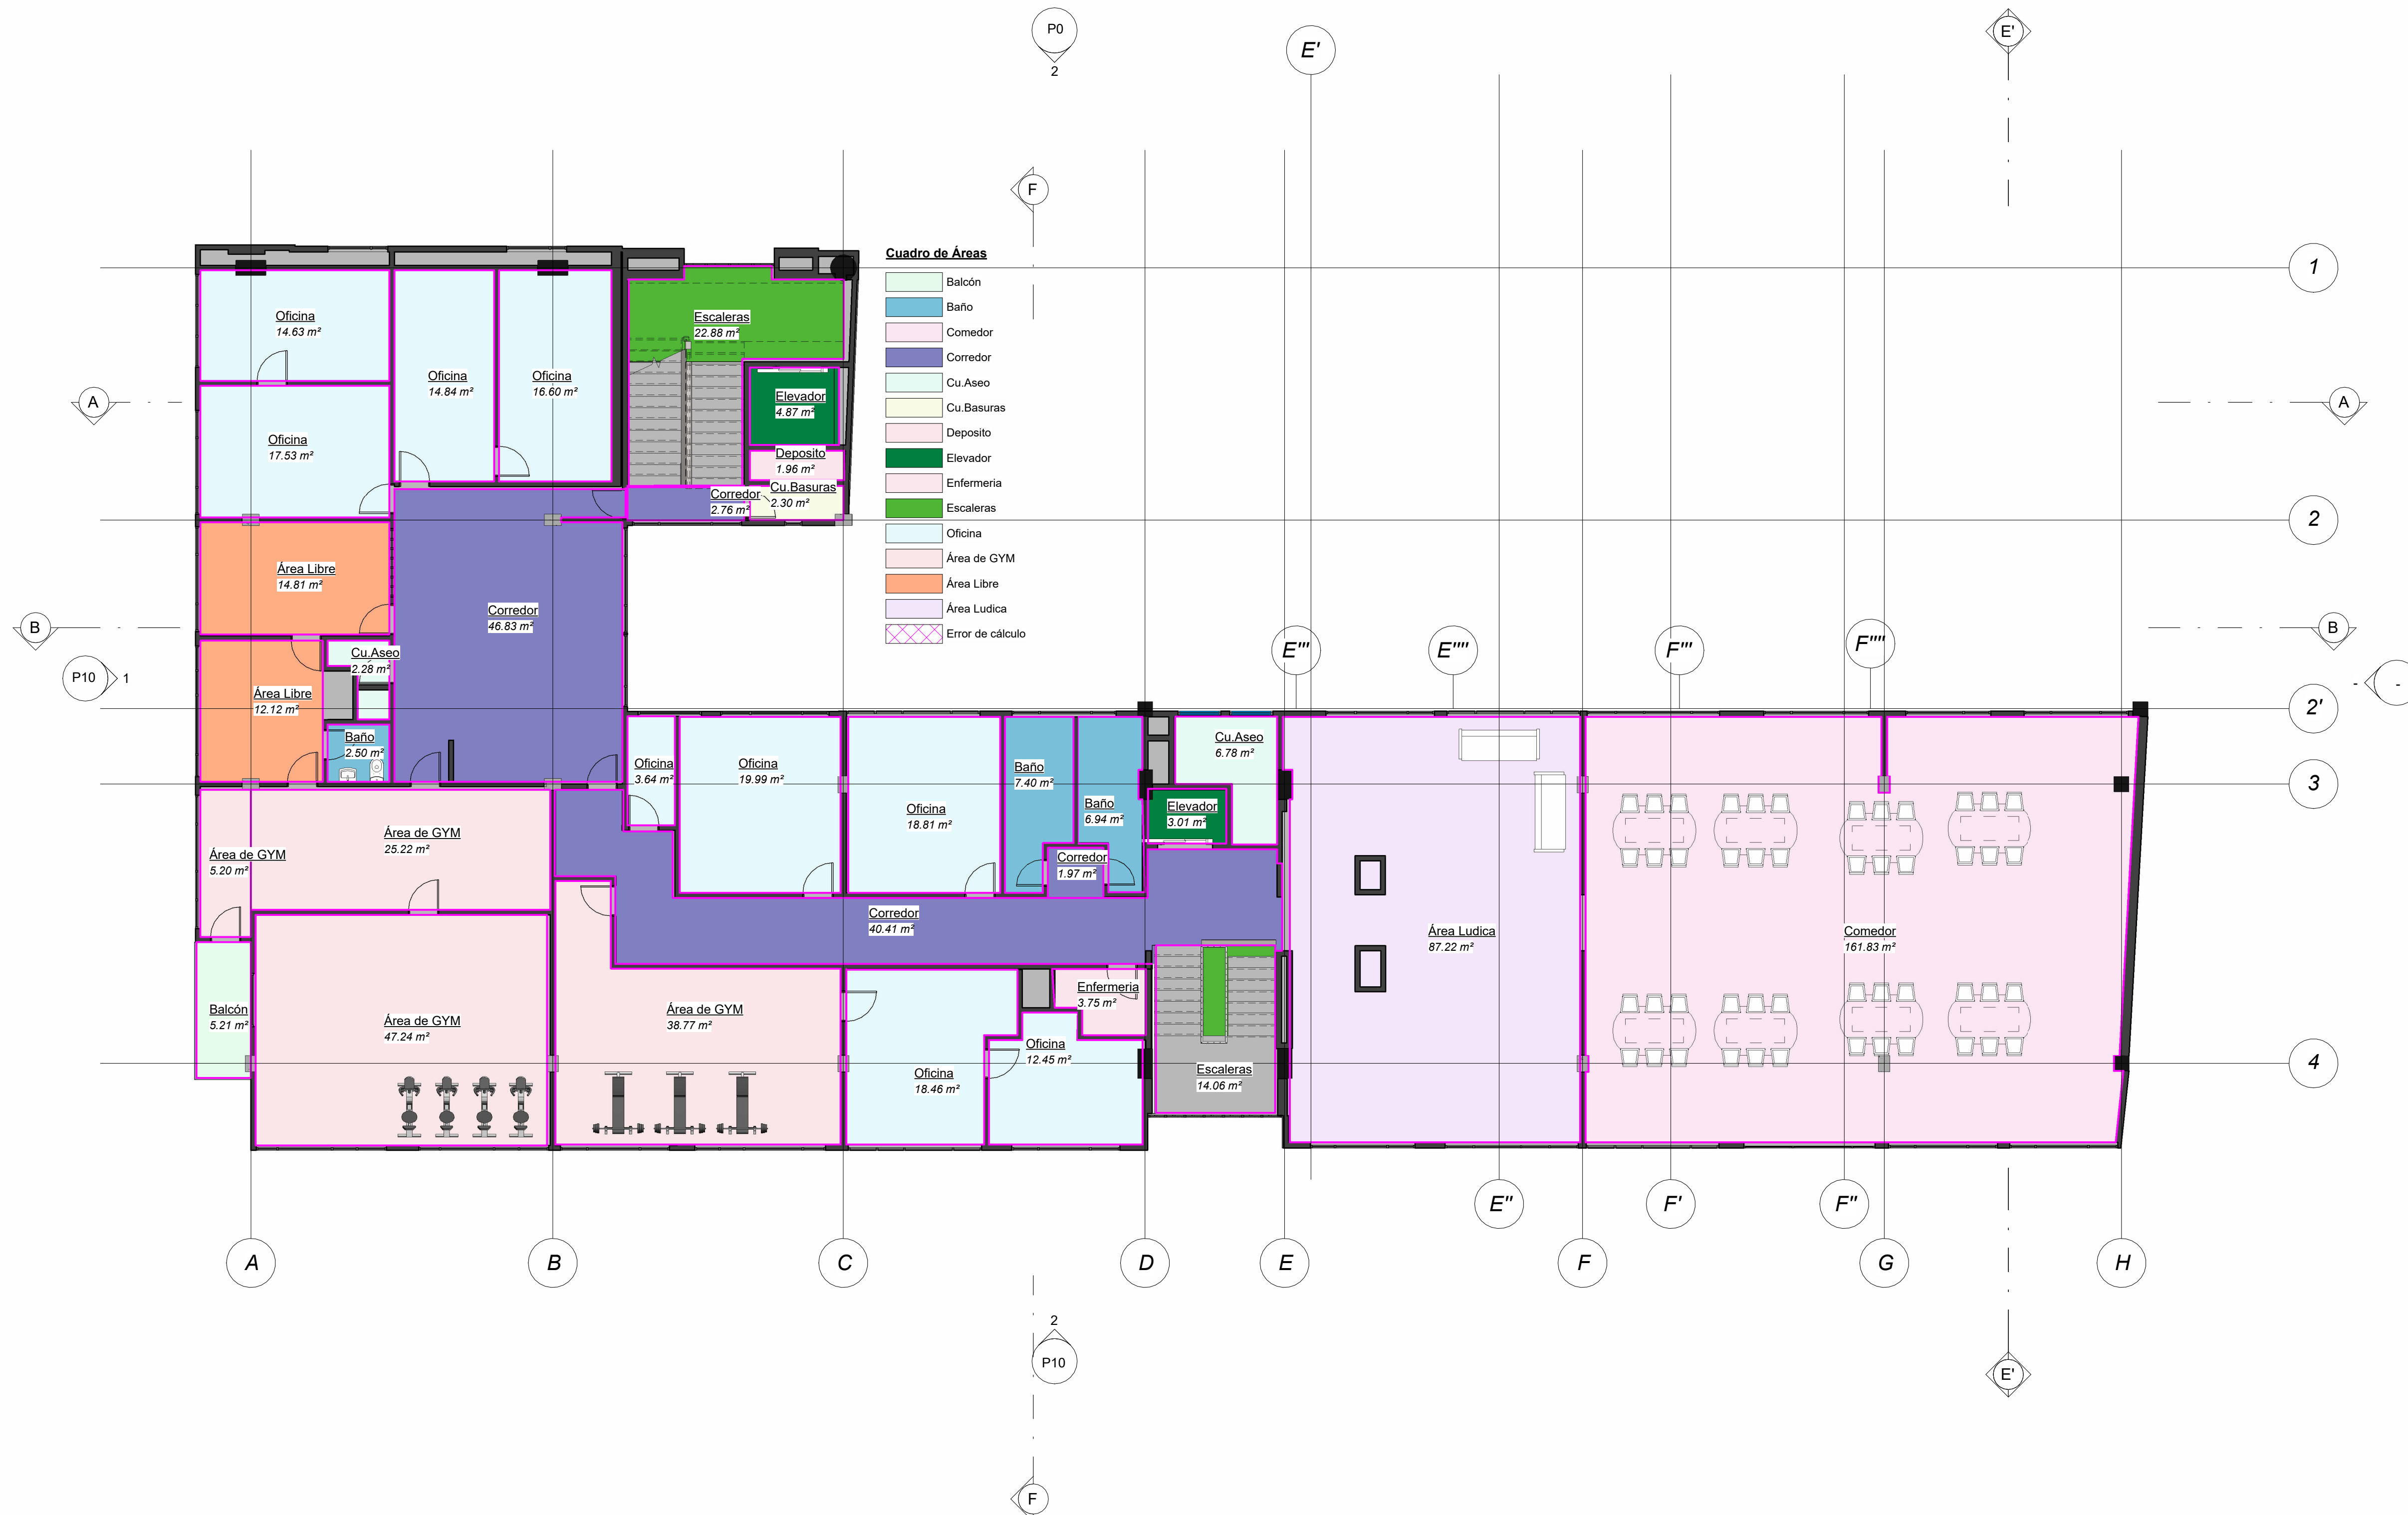 P0
2
E'
E'
F
Cuadro de Áreas
Balcón
Baño
Comedor
Corredor
Cu.Aseo
Cu.Basuras
Deposito
Elevador
Enfermeria
Escaleras
Oficina
Área de GYM
Área Libre
Área Ludica
Error de cálculo
1
Oficina
14.63 m²
Escaleras
22.88 m²
Oficina
14.84 m²
Oficina
16.60 m²
Elevador
4.87 m²
A
A
Oficina
17.53 m²
Deposito
1.96 m²
Corredor
2.76 m²
Cu.Basuras
2.30 m²
2
Área Libre
14.81 m²
Corredor
46.83 m²
B
B
E'''
E''''
F'''
F''''
Cu.Aseo
2.28 m²
P10
1
-
-
Área Libre
12.12 m²
2'
Baño
2.50 m²
Oficina
3.64 m²
Oficina
19.99 m²
Oficina
18.81 m²
Baño
7.40 m²
Baño
6.94 m²
Cu.Aseo
6.78 m²
Elevador
3.01 m²
3
Área de GYM
25.22 m²
Área de GYM
5.20 m²
Corredor
1.97 m²
Corredor
40.41 m²
Área Ludica
87.22 m²
Comedor
161.83 m²
Balcón
5.21 m²
Área de GYM
47.24 m²
Área de GYM
38.77 m²
Enfermeria
3.75 m²
Oficina
12.45 m²
Oficina
18.46 m²
Escaleras
14.06 m²
4
E''
F'
F''
A
B
C
D
E
F
G
H
2
P10
E'
F